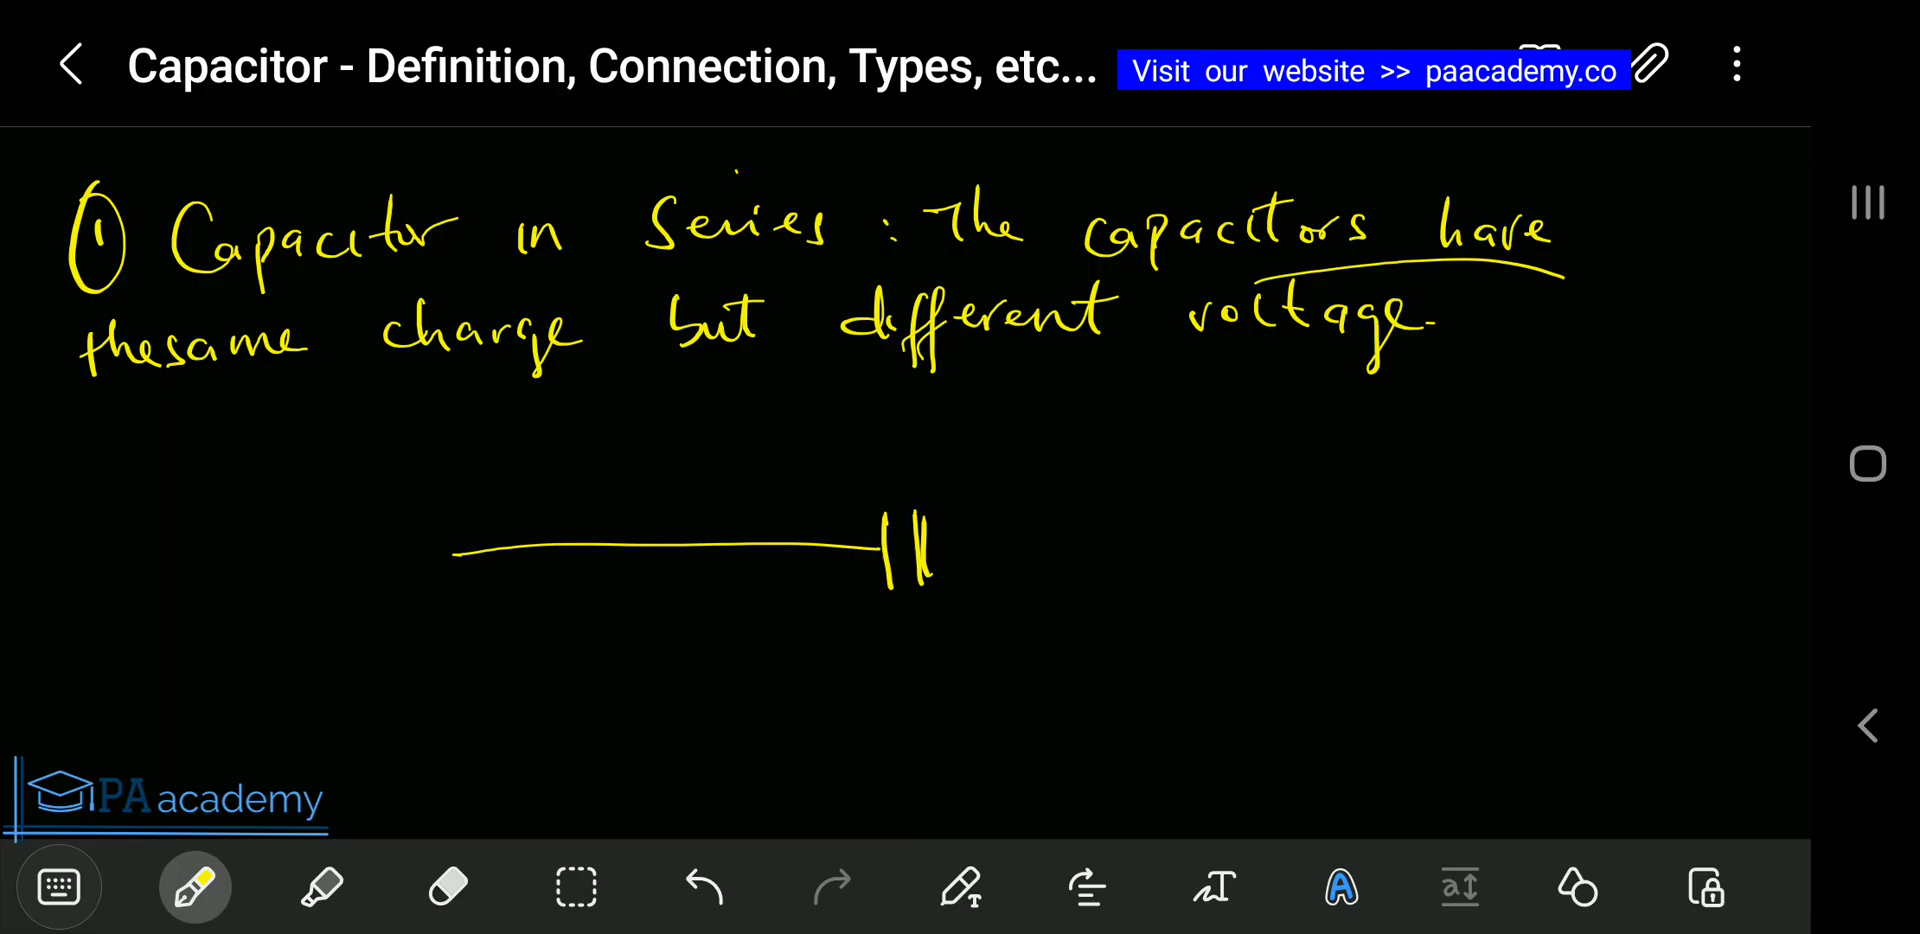 Capacitor - Definition, Connection, Types, etc...
Visit our website >> paacademy.co
① Capacitor in Series : The capacitors have
thesame charge but different voltage.
PA academy